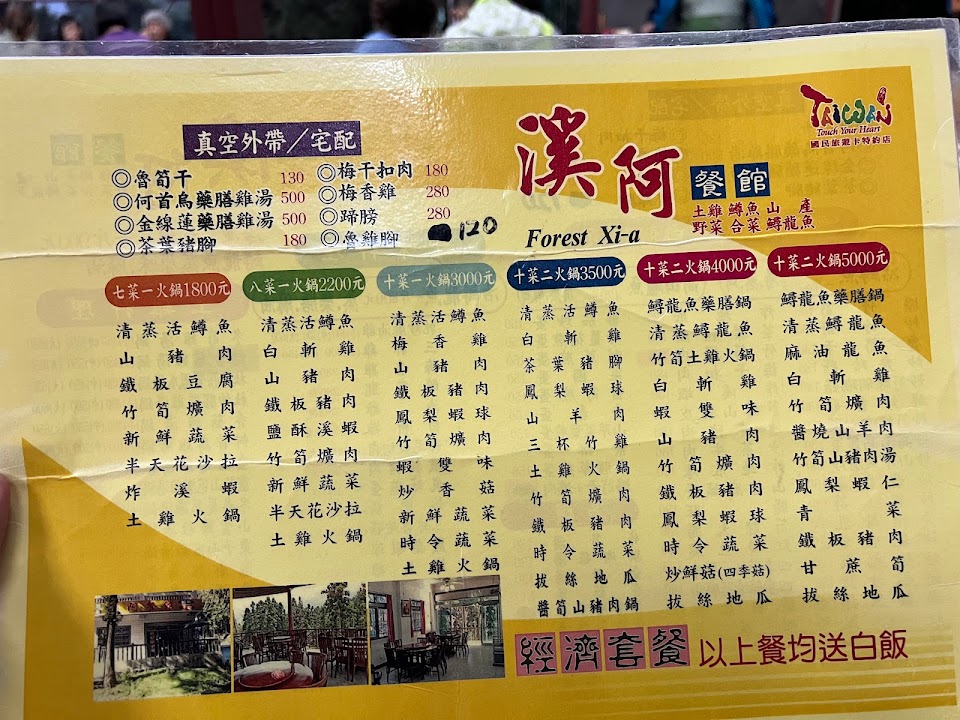 真空外帶／宅配
◎魯筍干 130
◎何首烏藥膳雞湯 500
◎金線蓮藥膳雞湯 500
◎茶葉豬腳 180
◎梅干扣肉 180
◎梅香雞 280
◎蹄膀 280
◎魯雞腳 120
溪阿
餐館
Forest Xi-a
土雞 鱒魚 山產
野菜 合菜 鱘龍魚
TAIWAN
Touch Your Heart
國民旅遊卡特約店
七菜一火鍋1800元
清蒸活鱒魚
山豬肉
鐵板豆腐
竹筍爌肉
新鮮蔬菜
半天花沙拉
炸溪蝦
土雞火鍋
八菜一火鍋2200元
清蒸活鱒魚
白斬雞
山豬肉
鐵板豬肉
鹽酥溪蝦
竹筍爌肉
新鮮蔬菜
半天花沙拉
土雞火鍋
十菜一火鍋3000元
清蒸活鱒魚
梅香雞
山豬肉
鐵板豬肉
鳳梨蝦球
竹筍爌肉
蝦雙味
炒香菇
新鮮蔬菜
時令蔬菜
土雞火鍋
十菜二火鍋3500元
清蒸活鱒魚
白斬雞
茶葉豬腳
鳳梨蝦球
山羊肉
三杯竹雞
土雞火鍋
竹筍爌肉
鐵板豬肉
時令蔬菜
拔絲地瓜
醬筍山豬肉鍋
十菜二火鍋4000元
鱘龍魚藥膳鍋
清蒸鱘龍魚
竹筍土雞火鍋
白斬雞
蝦雙味
山豬肉
竹筍爌肉
鐵板豬肉
鳳梨蝦球
時令蔬菜
炒鮮菇(四季菇)
拔絲地瓜
十菜二火鍋5000元
鱘龍魚藥膳鍋
清蒸鱘龍魚
麻油龍魚
白斬雞
竹筍爌肉
醬燒山羊肉
竹筍山豬肉湯
鳳梨蝦仁
青菜
鐵板豬肉
甘蔗筍
拔絲地瓜
經濟套餐 以上餐均送白飯